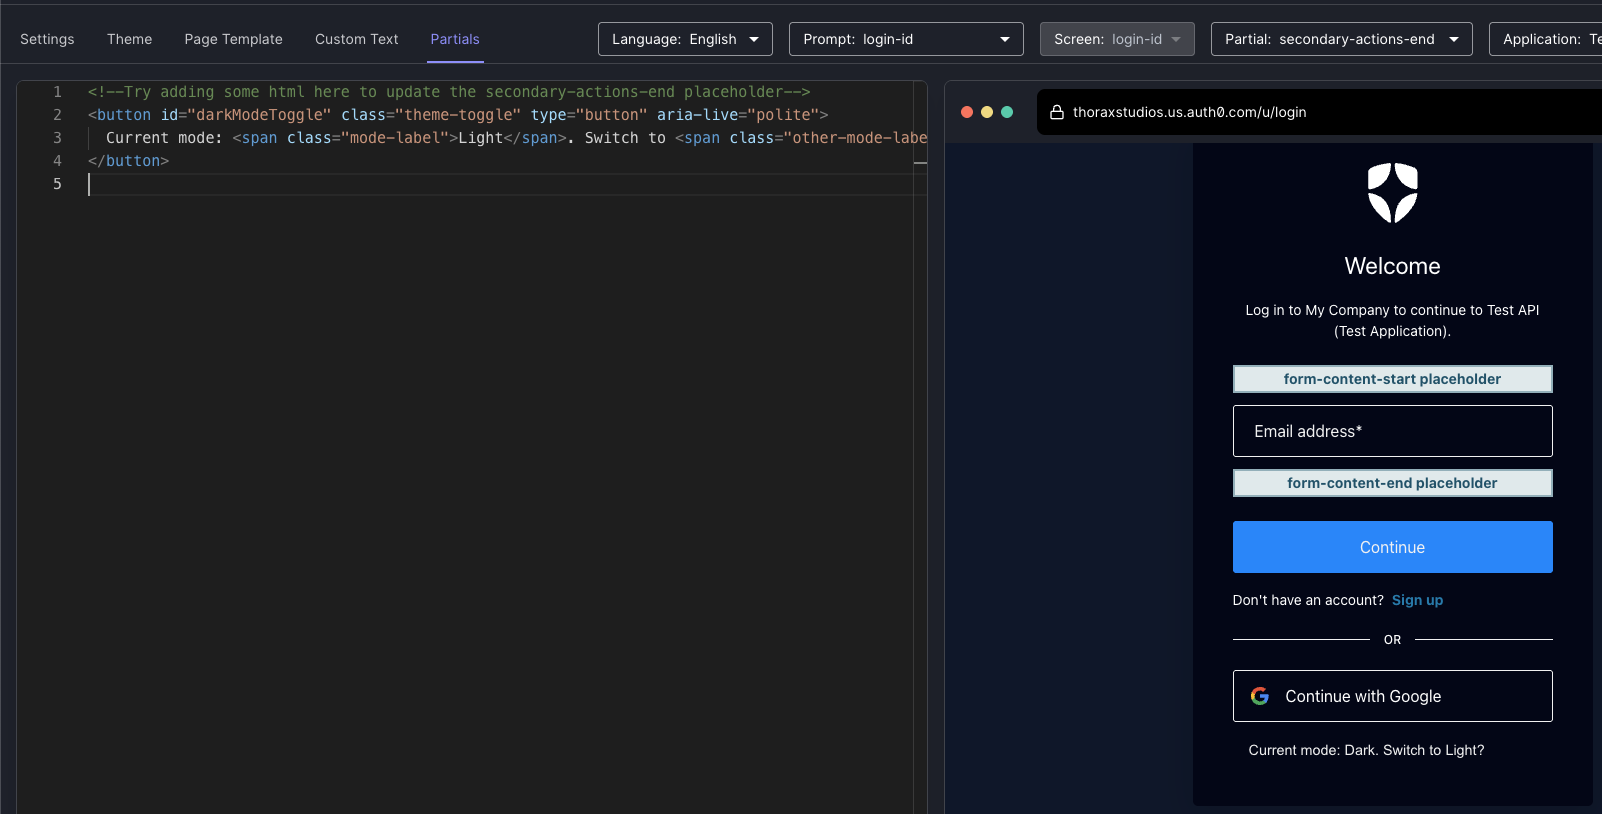 Settings Theme Page Template Custom Text Partials Language: English Prompt: login-id Screen: login-id Partial: secondary-actions-end Application: Te
1 <!--Try adding some html here to update the secondary-actions-end placeholder-->
2 <button id="darkModeToggle" class="theme-toggle" type="button" aria-live="polite">
3 Current mode: <span class="mode-label">Light</span>. Switch to <span class="other-mode-labe
4 </button>
5
thoraxstudios.us.auth0.com/u/login
Welcome
Log in to My Company to continue to Test API
(Test Application).
form-content-start placeholder
Email address*
form-content-end placeholder
Continue
Don't have an account? Sign up
OR
Continue with Google
Current mode: Dark. Switch to Light?